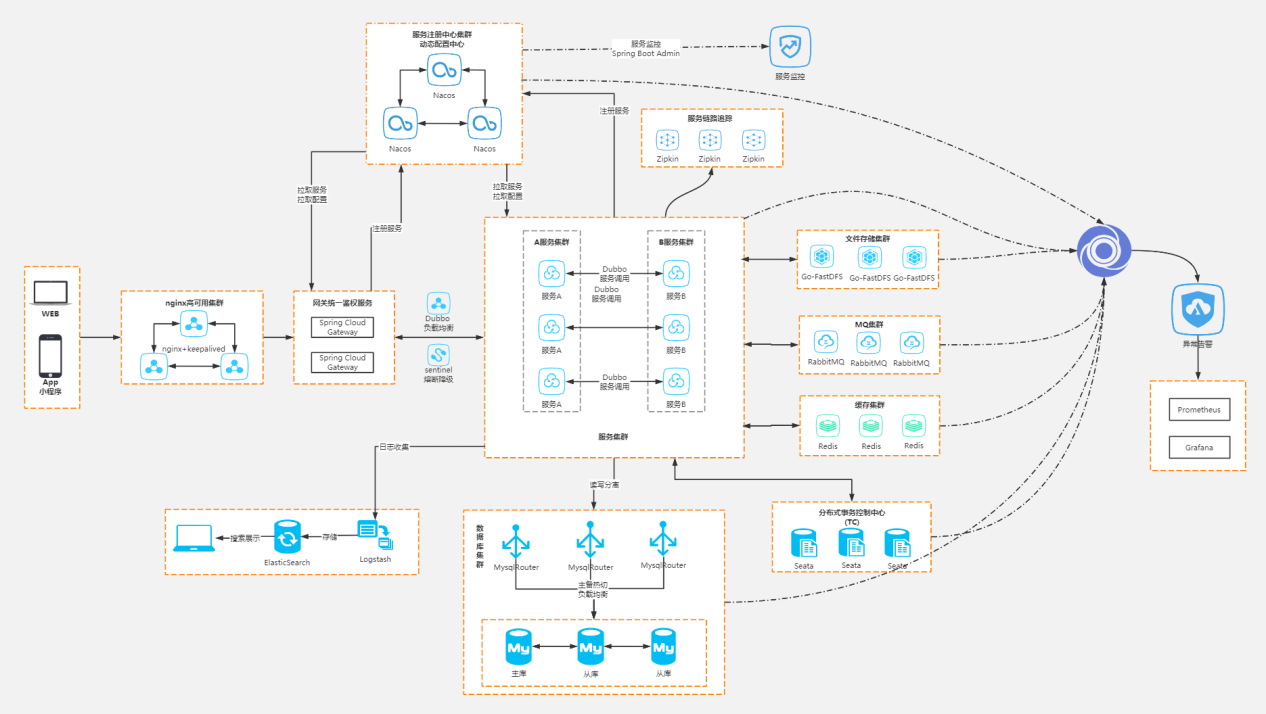 服务注册中心集群
动态配置中心
Nacos
Nacos
Nacos
服务监控
Spring Boot Admin
服务监控
注册服务
服务链路追踪
Zipkin
Zipkin
Zipkin
拉取服务
拉取配置
拉取服务
拉取配置
注册服务
WEB
App
小程序
nginx高可用集群
nginx+keepalived
网关统一鉴权服务
Spring Cloud
Gateway
Spring Cloud
Gateway
Dubbo
负载均衡
sentinel
熔断降级
A服务集群
B服务集群
服务A
Dubbo
服务调用
服务B
Dubbo
服务调用
服务A
服务B
服务A
Dubbo
服务调用
服务B
服务集群
文件存储集群
Go-FastDFS
Go-FastDFS
Go-FastDFS
MQ集群
RabbitMQ
RabbitMQ
RabbitMQ
缓存集群
Redis
Redis
Redis
异常告警
Prometheus
Grafana
日志收集
搜索展示
ElasticSearch
存储
Logstash
读写分离
数据库集群
MysqlRouter
MysqlRouter
MysqlRouter
主备热切
负载均衡
My
My
My
主库
从库
从库
分布式事务控制中心
(TC)
Seata
Seata
Seata